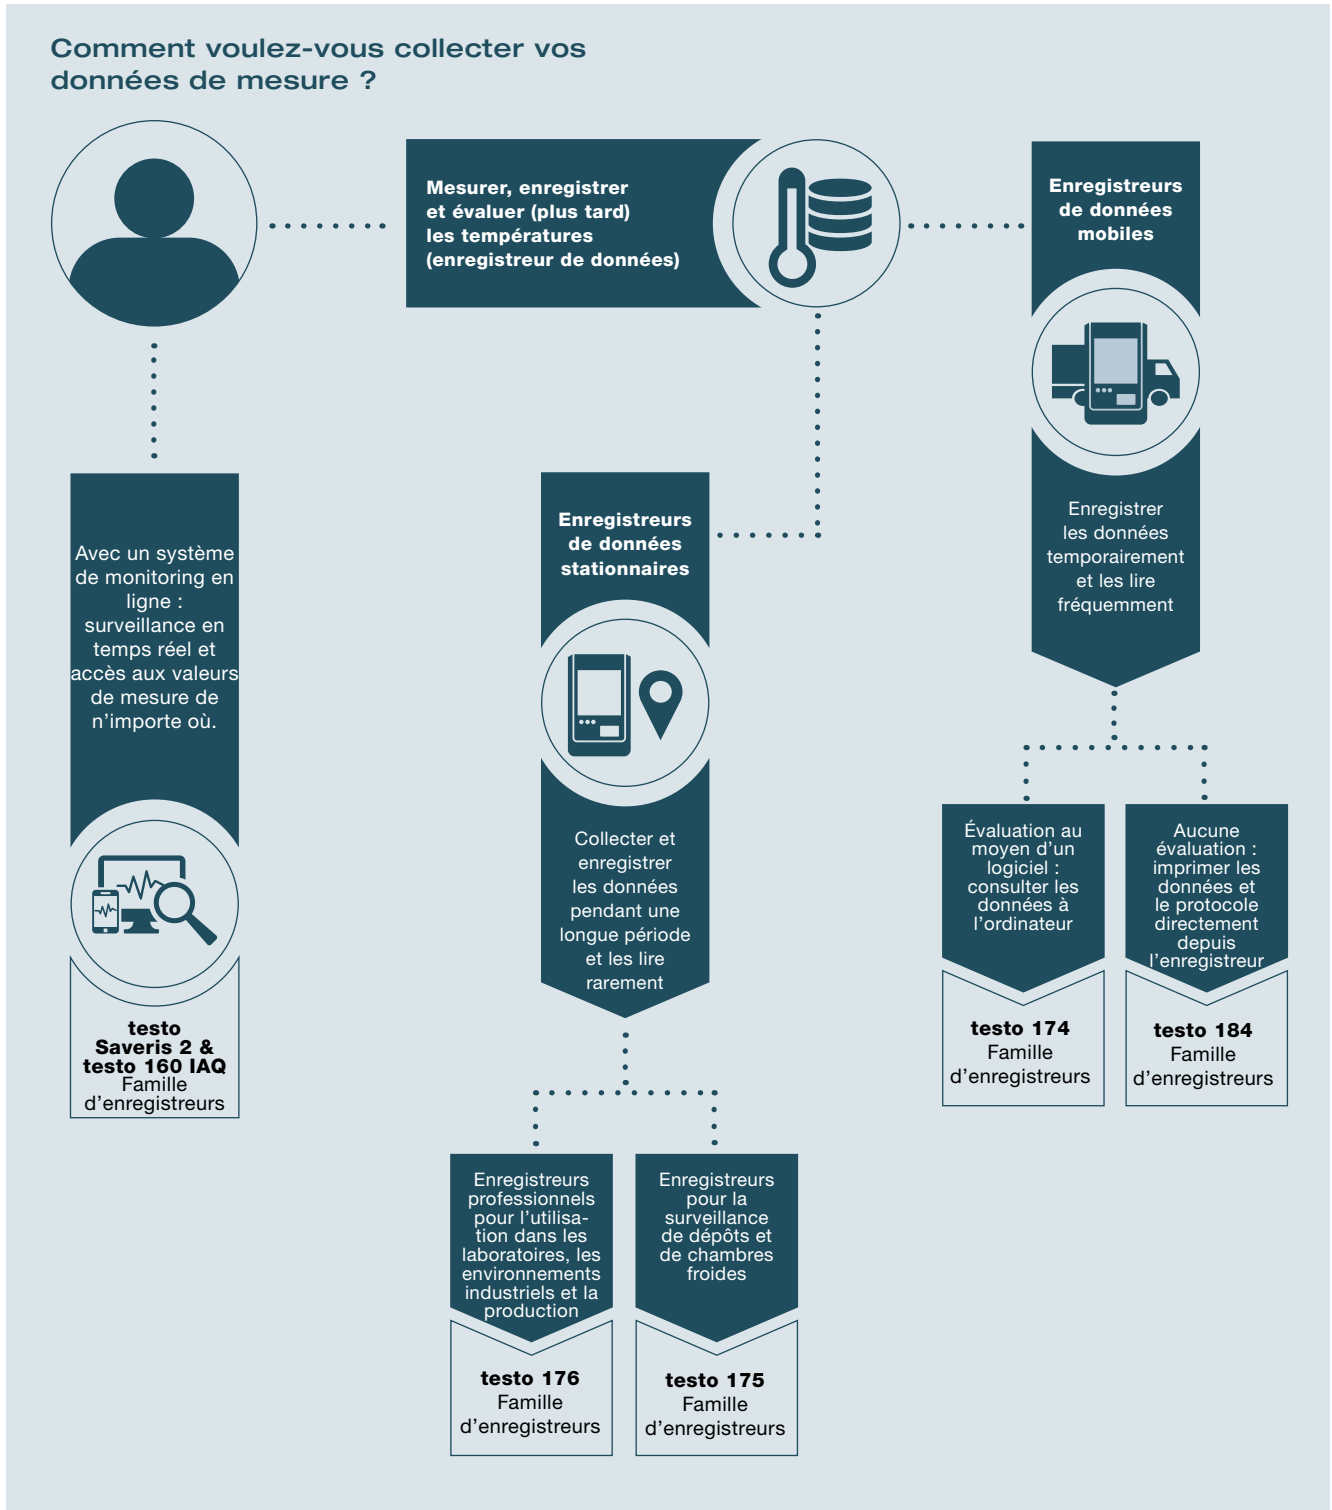 Comment voulez-vous collecter vos
données de mesure ?
Mesurer, enregistrer
et évaluer (plus tard)
les températures
(enregistreur de données)
Enregistreurs
de données
mobiles
Enregistrer
les données
temporairement
et les lire
fréquemment
Avec un système
de monitoring en
ligne :
surveillance en
temps réel et
accès aux valeurs
de mesure de
n'importe où.
testo
Saveris 2 &
testo 160 IAQ
Famille
d'enregistreurs
Enregistreurs
de données
stationnaires
Collecter et
enregistrer
les données
pendant une
longue période
et les lire
rarement
Évaluation au
moyen d'un
logiciel :
consulter les
données à
l'ordinateur
testo 174
Famille
d'enregistreurs
Aucune
évaluation :
imprimer les
données et
le protocole
directement
depuis
l'enregistreur
testo 184
Famille
d'enregistreurs
Enregistreurs
professionnels
pour l'utilisa-
tion dans les
laboratoires, les
environnements
industriels et la
production
testo 176
Famille
d'enregistreurs
Enregistreurs
pour la
surveillance
de dépôts et
de chambres
froides
testo 175
Famille
d'enregistreurs